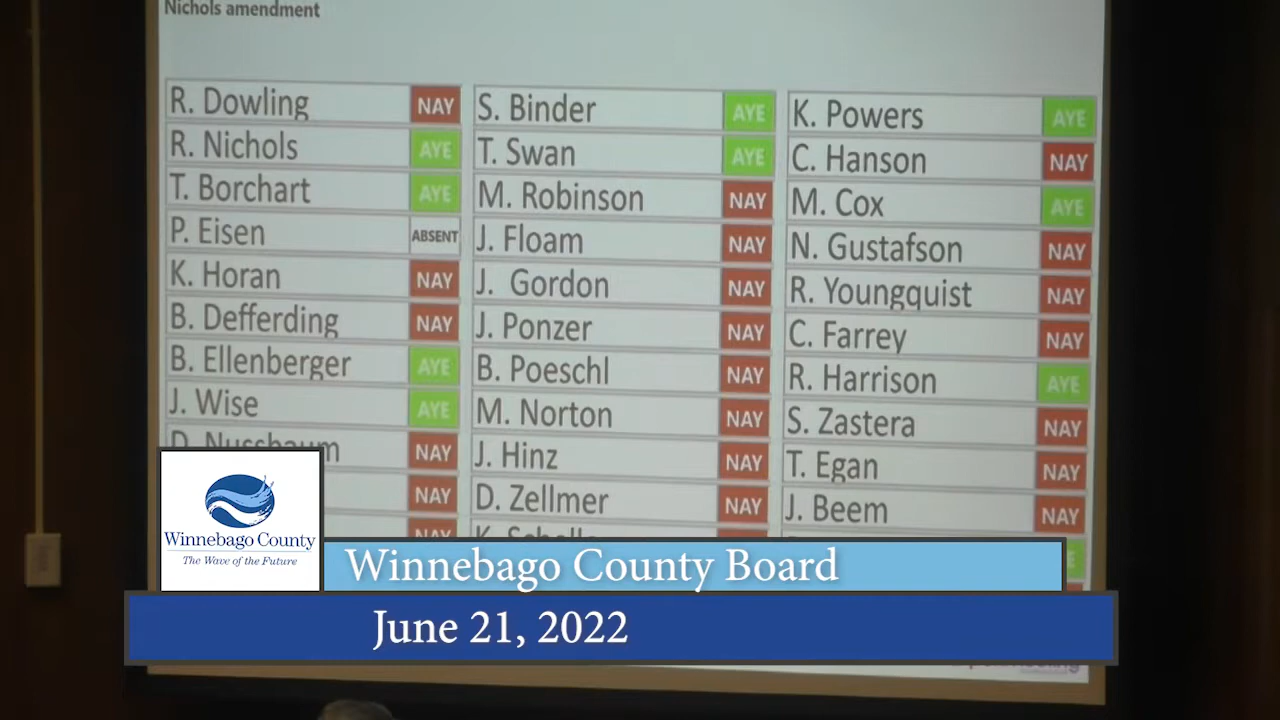 Nichols amendment
R. Dowling NAY
R. Nichols AYE
T. Borchart AYE
P. Eisen ABSENT
K. Horan NAY
B. Defferding NAY
B. Ellenberger AYE
J. Wise AYE
D. Nussbaum NAY
NAY
NAY
S. Binder AYE
T. Swan AYE
M. Robinson NAY
J. Floam NAY
J. Gordon NAY
J. Ponzer NAY
B. Poeschl NAY
M. Norton NAY
J. Hinz NAY
D. Zellmer NAY
K. Powers AYE
C. Hanson NAY
M. Cox AYE
N. Gustafson NAY
R. Youngquist NAY
C. Farrey NAY
R. Harrison AYE
S. Zastera NAY
T. Egan NAY
J. Beem NAY
Winnebago County
The Wave of the Future
Winnebago County Board
June 21, 2022